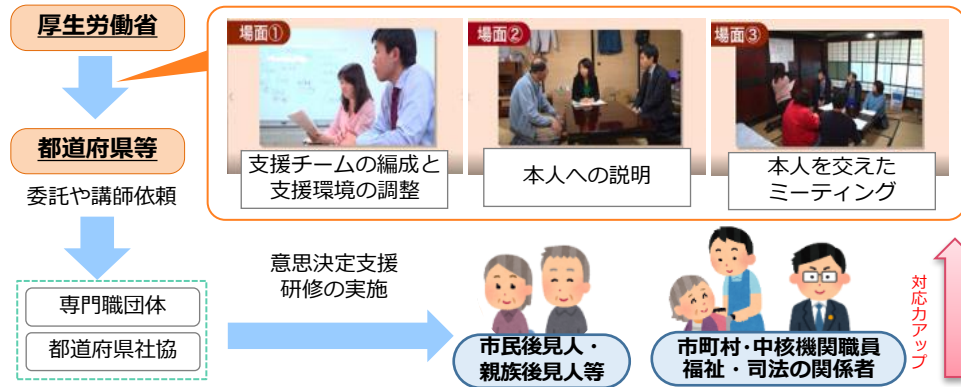 厚生労働省
場面①
場面②
場面③
支援チームの編成と
支援環境の調整
本人への説明
本人を交えた
ミーティング
都道府県等
委託や講師依頼
専門職団体
都道府県社協
意思決定支援
研修の実施
市民後見人・
親族後見人等
市町村・中核機関職員
福祉・司法の関係者
対応力アップ